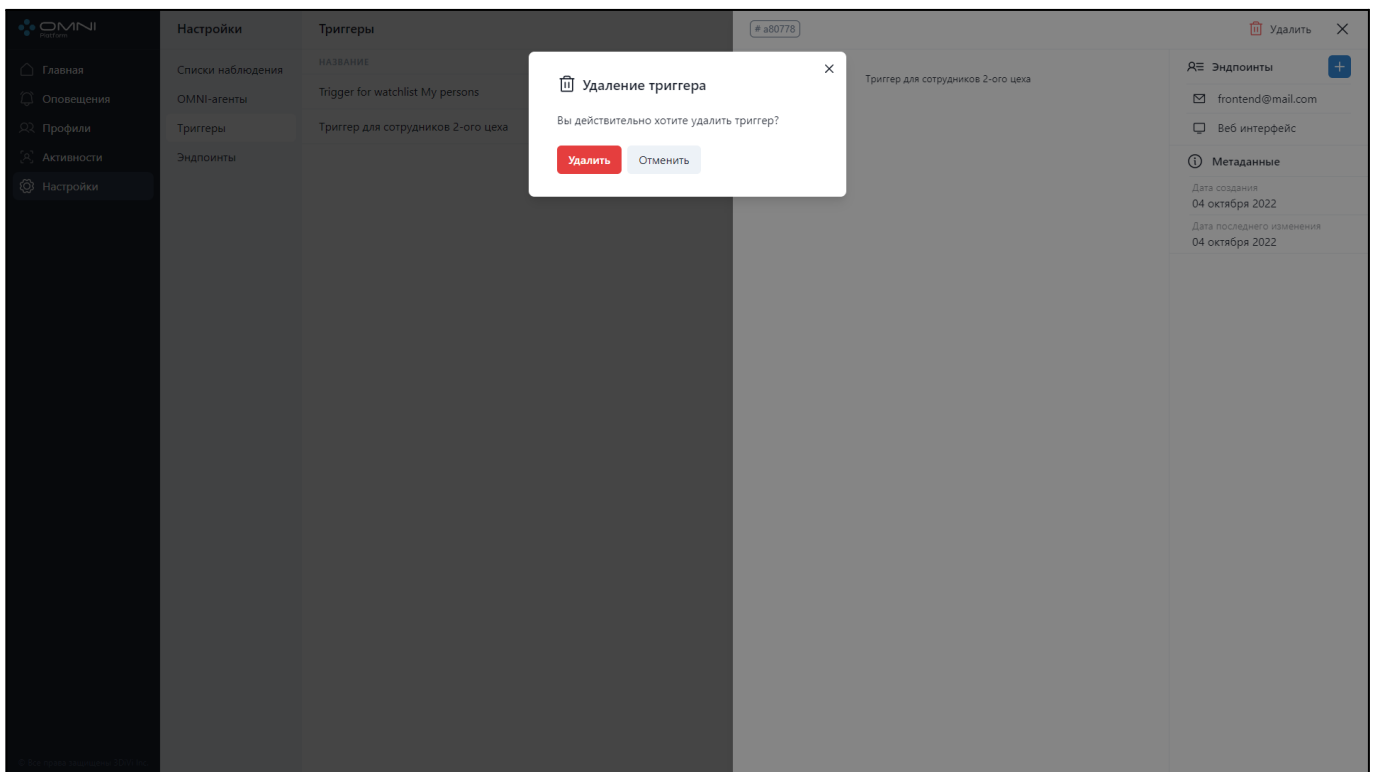 OMNI
Platform
Главная
Оповещения
Профили
Активности
Настройки
Настройки
Списки наблюдения
OMNI-агенты
Триггеры
Эндпоинты
Триггеры
НАЗВАНИЕ
Trigger for watchlist My persons
Триггер для сотрудников 2-ого цеха
Удаление триггера
Вы действительно хотите удалить триггер?
Удалить
Отменить
# a80778
Удалить
Триггер для сотрудников 2-ого цеха
Эндпоинты
frontend@mail.com
Веб интерфейс
Метаданные
Дата создания
04 октября 2022
Дата последнего изменения
04 октября 2022